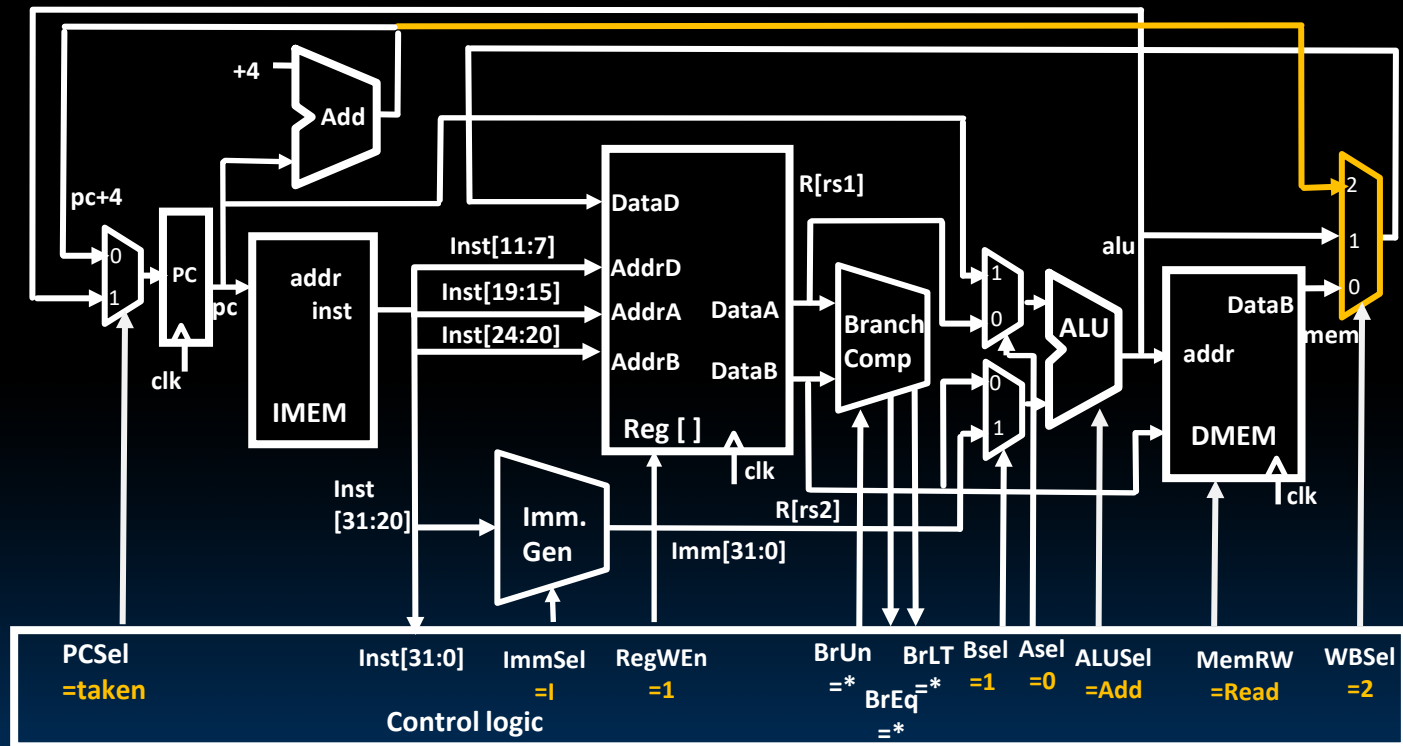 +4
Add
pc+4
0
1
PC
clk
pc
addr
inst
IMEM
Inst[11:7]
Inst[19:15]
Inst[24:20]
DataD
AddrD
AddrA
AddrB
DataA
DataB
Reg [ ]
clk
R[rs1]
Branch
Comp
R[rs2]
1
0
0
1
ALU
alu
addr
DataB
DMEM
clk
mem
2
1
0
Inst
[31:20]
Imm.
Gen
Imm[31:0]
PCSel
=taken
Inst[31:0]
ImmSel
=I
RegWEn
=1
BrUn
=*
BrEq
=*
BrLT
=*
Bsel
=1
Asel
=0
ALUSel
=Add
MemRW
=Read
WBSel
=2
Control logic